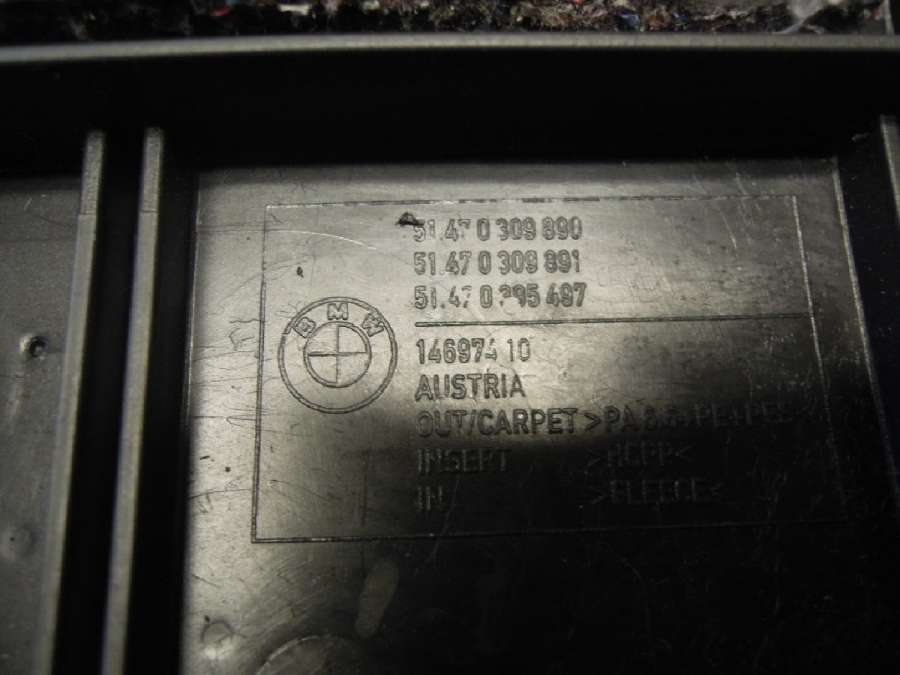 BMW
51.47 0 309 890
51.47 0 309 891
51.47 0 395 497
14697410
AUSTRIA
OUT/CARPET
INSERT >RCPP<
IN >FLEECE<